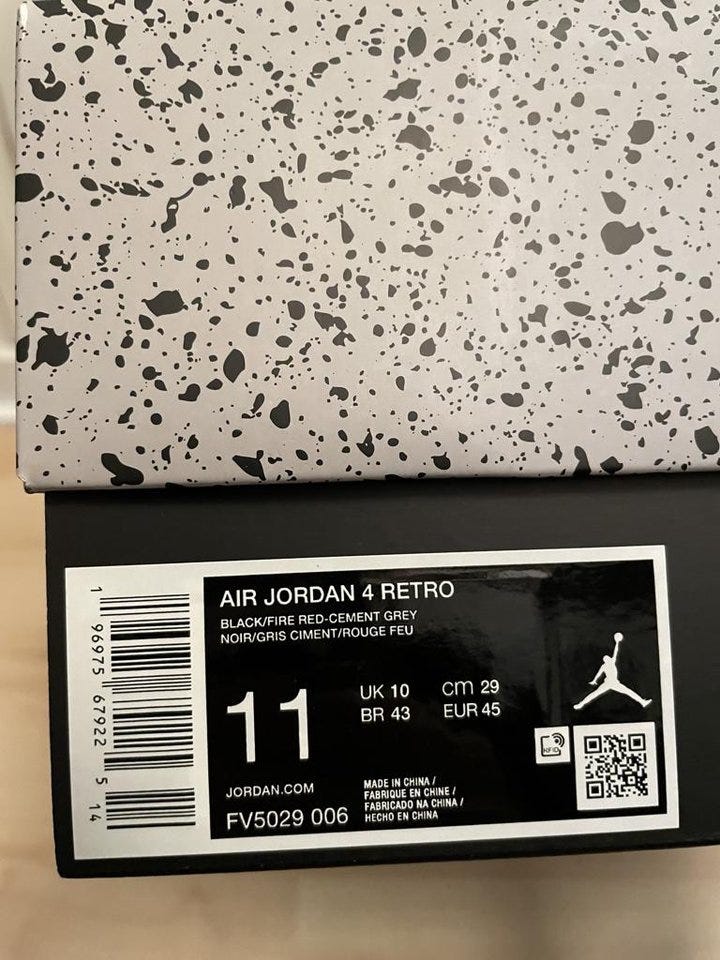 AIR JORDAN 4 RETRO
BLACK/FIRE RED-CEMENT GREY
NOIR/GRIS CIMENT/ROUGE FEU
11
UK 10 cm 29
BR 43 EUR 45
RFID
JORDAN.COM
FV5029 006
MADE IN CHINA /
FABRIQUE EN CHINE /
FABRICADO NA CHINA /
HECHO EN CHINA
1 96975 67922 5 14